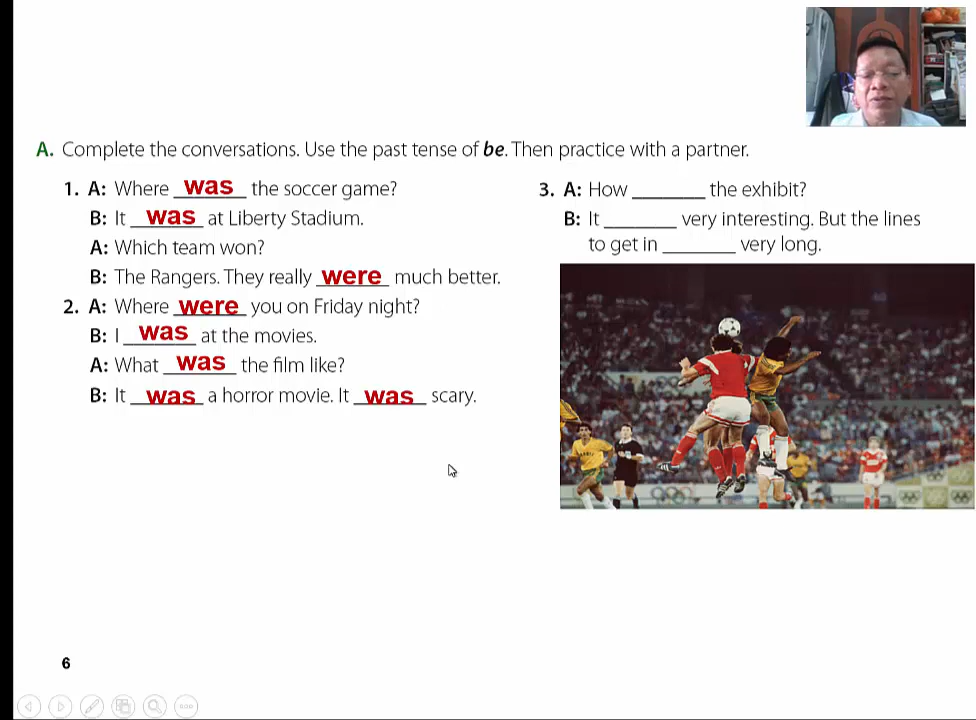 A. Complete the conversations. Use the past tense of be. Then practice with a partner.
1. A: Where was the soccer game?
B: It was at Liberty Stadium.
A: Which team won?
B: The Rangers. They really were much better.
2. A: Where were you on Friday night?
B: I was at the movies.
A: What was the film like?
B: It was a horror movie. It was scary.
3. A: How ________ the exhibit?
B: It ________ very interesting. But the lines
to get in ________ very long.
6